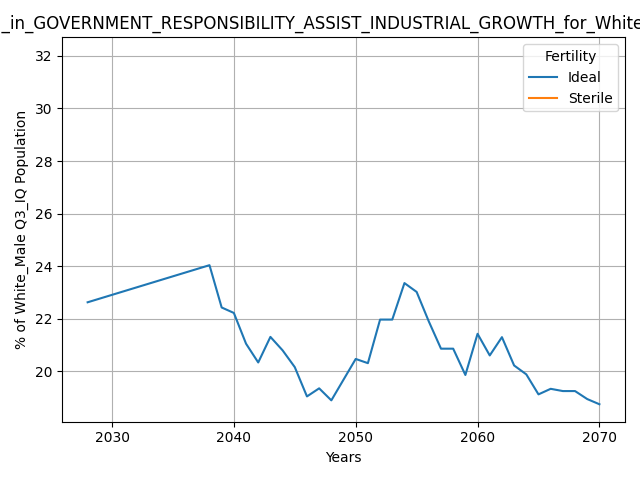 _in_GOVERNMENT_RESPONSIBILITY_ASSIST_INDUSTRIAL_GROWTH_for_White
Fertility
Ideal
Sterile
% of White_Male Q3_IQ Population
32
30
28
26
24
22
20
2030 2040 2050 2060 2070
Years